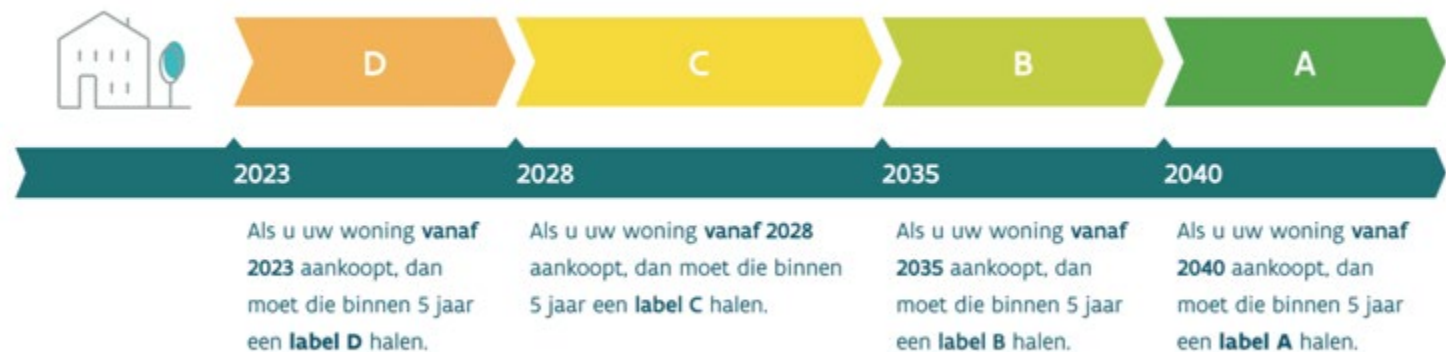 D
C
B
A
2023
2028
2035
2040
Als u uw woning vanaf
2023 aankoopt, dan
moet die binnen 5 jaar
een label D halen.
Als u uw woning vanaf 2028
aankoopt, dan moet die binnen
5 jaar een label C halen.
Als u uw woning vanaf
2035 aankoopt, dan
moet die binnen 5 jaar
een label B halen.
Als u uw woning vanaf
2040 aankoopt, dan
moet die binnen 5 jaar
een label A halen.